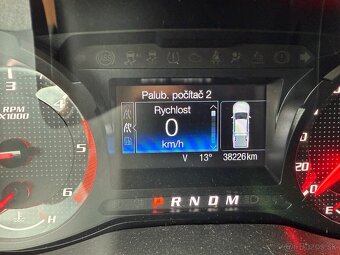 Palub. počítač 2
Rychlost
0
km/h
V 13° 38226km
P R N D M
RPM
X1000
3
4
5
6
H
E